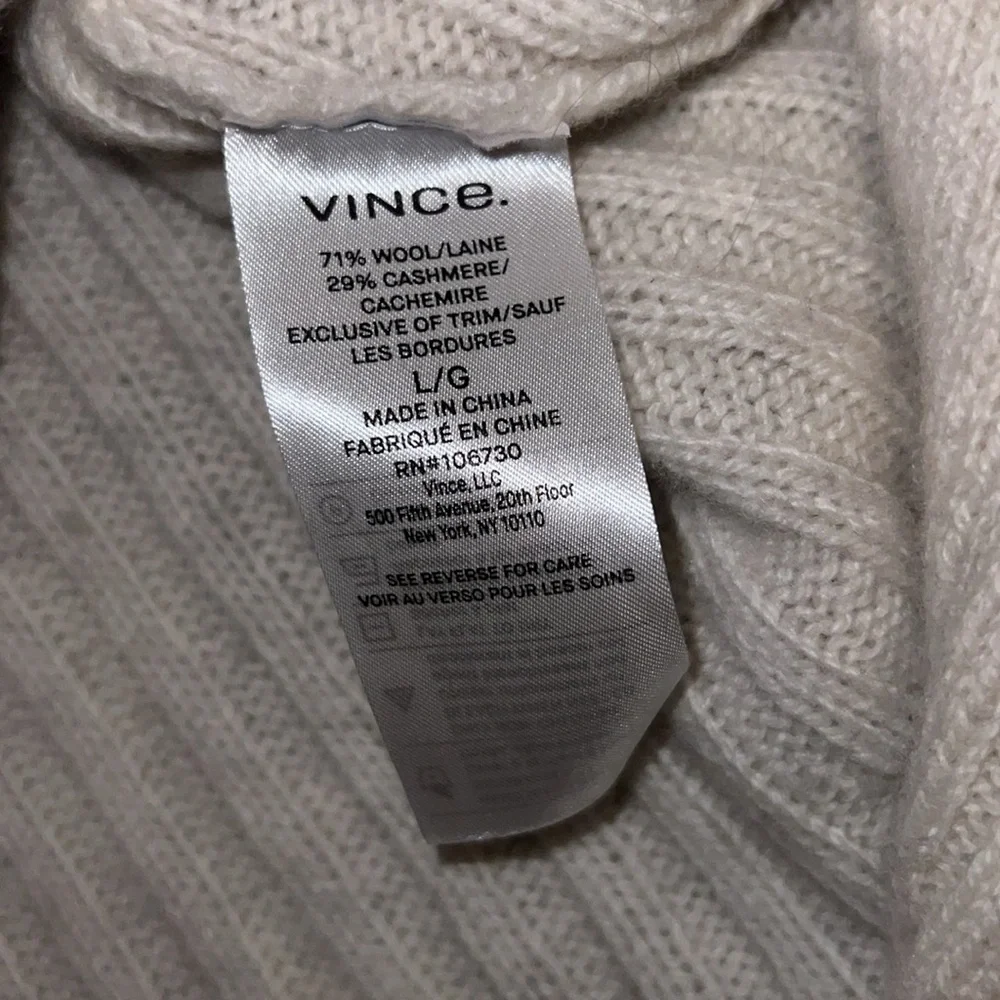 VINCE.
71% WOOL/LAINE
29% CASHMERE/
CACHEMIRE
EXCLUSIVE OF TRIM/SAUF
LES BORDURES
L/G
MADE IN CHINA
FABRIQUÉ EN CHINE
RN#106730
Vince, LLC
500 Fifth Avenue, 20th Floor
New York, NY 10110
SEE REVERSE FOR CARE
VOIR AU VERSO POUR LES SOINS